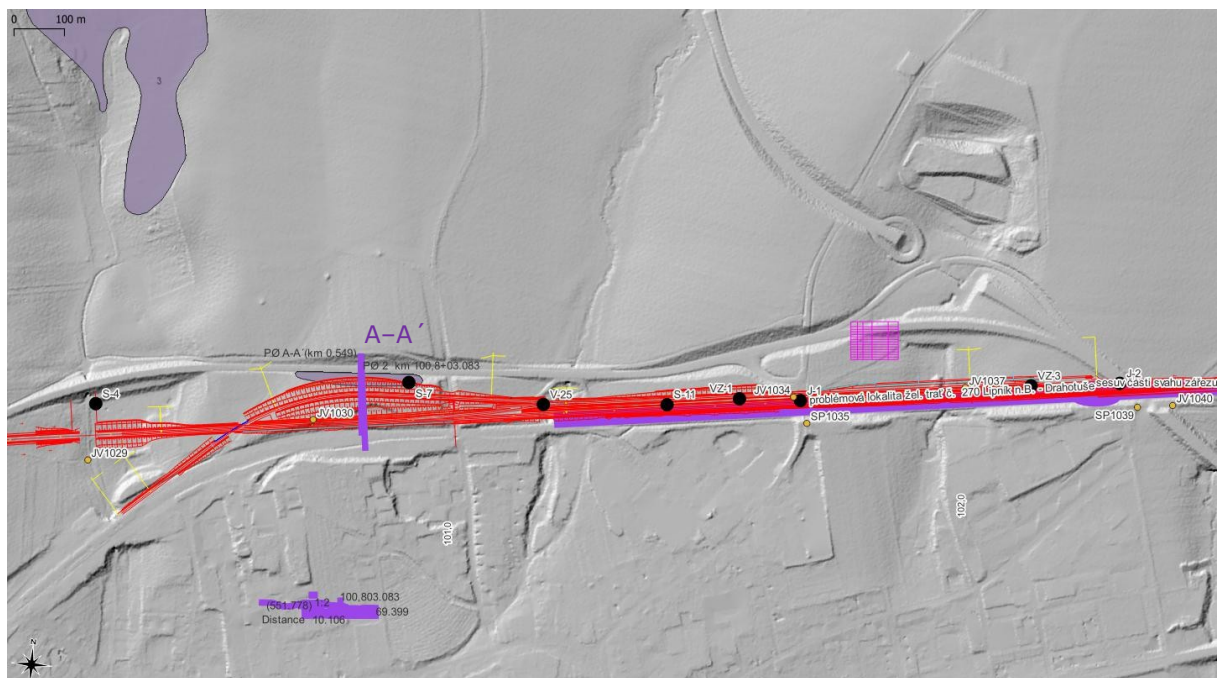 0 100 m
3
A-A´
PØ A-A´(km 0,549)
PØ 2 km 100,8+03.083
S-4
S-7
V-25
S-11
VZ-1
JV1034
J-1
JV1037
VZ-3
J-2
problémová lokalita žel. trať č. 270 Lipník n.B. - Drahotuše
sesuv části svahu zářezu
JV1030
SP1035
SP1039
JV1040
JV1029
101,0
102,0
100,803.083
(551.778) 1:2
69.399
Distance 10.106
N